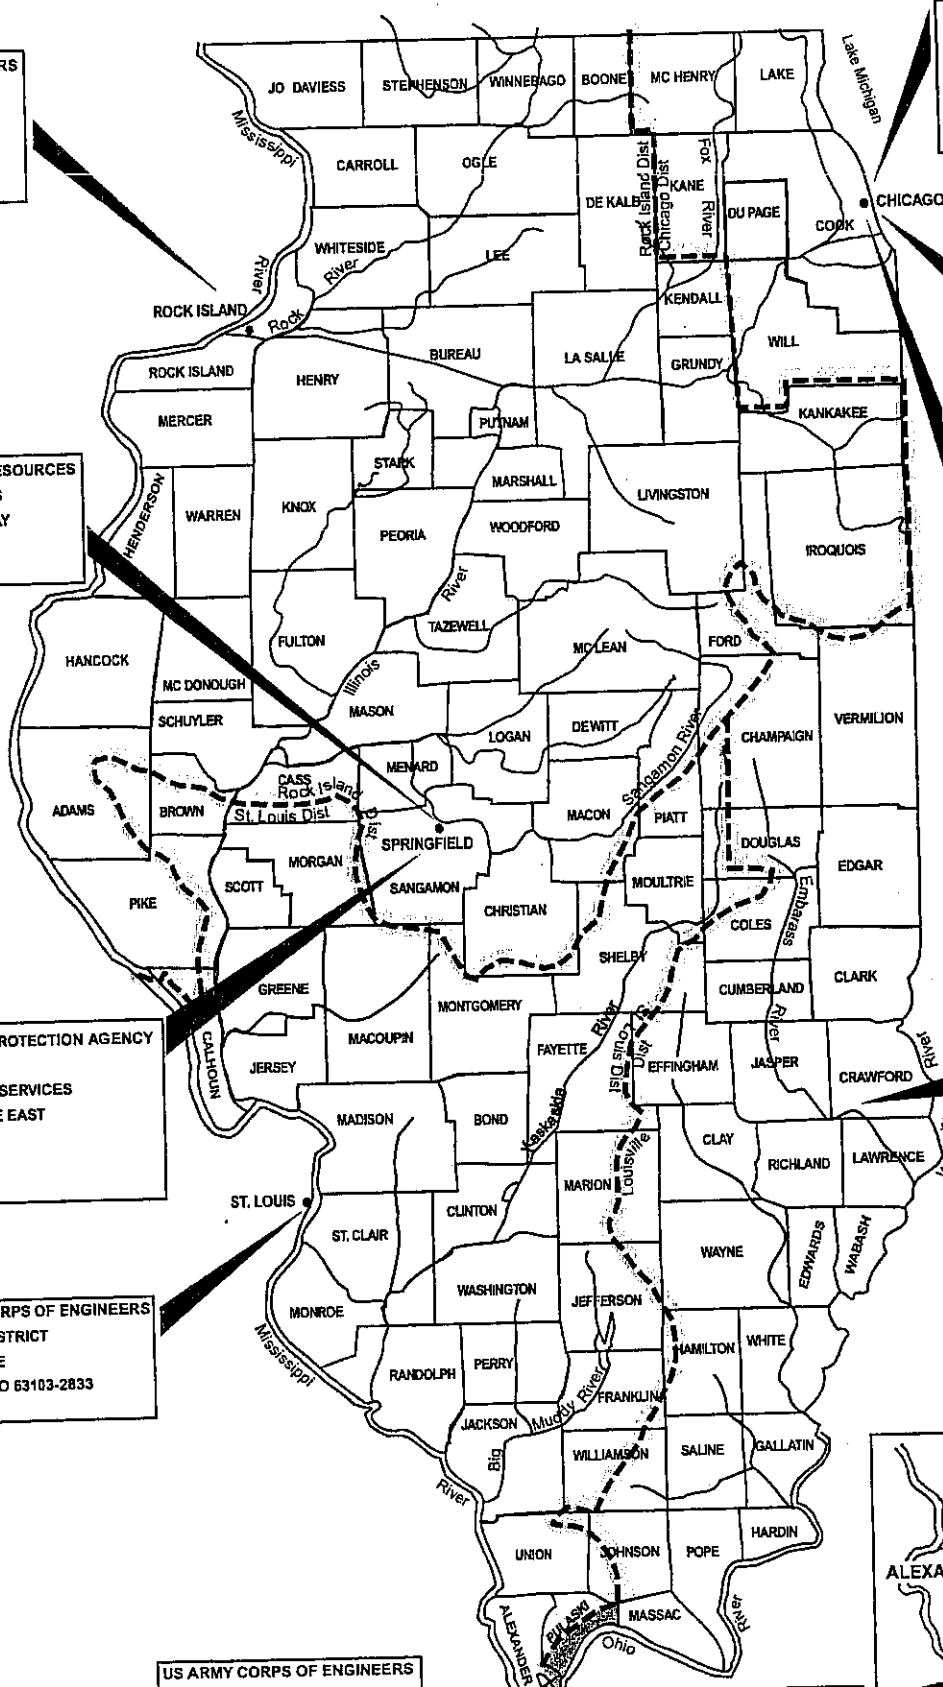 RS
JO DAVIESS
STEPHENSON
WINNEBAGO
BOONE
MC HENRY
LAKE
Lake Michigan
Mississippi
River
CARROLL
OGLE
DE KALB
Rock Island Dist
Chicago Dist
KANE
Fox
River
DU PAGE
COOK
CHICAGO
WHITESIDE
River
LEE
ROCK ISLAND
Rock
KENDALL
ROCK ISLAND
HENRY
BUREAU
LA SALLE
GRUNDY
WILL
MERCER
PUTNAM
KANKAKEE
ESOURCES
S
AY
HENDERSON
WARREN
KNOX
STARK
MARSHALL
LIVINGSTON
PEORIA
WOODFORD
IROQUOIS
River
HANCOCK
FULTON
TAZEWELL
MC LEAN
FORD
MC DONOUGH
Illinois
SCHUYLER
MASON
LOGAN
DEWITT
Sangamon River
CHAMPAIGN
VERMILION
CASS
MENARD
Rock Island
St. Louis Dist
Dist
ADAMS
BROWN
MACON
PIATT
SPRINGFIELD
DOUGLAS
EDGAR
MORGAN
SCOTT
SANGAMON
MOULTRIE
PIKE
CHRISTIAN
COLES
Embarass
River
SHELBY
CUMBERLAND
CLARK
GREENE
MONTGOMERY
ROTECTION AGENCY
SERVICES
E EAST
CALHOUN
JERSEY
MACOUPIN
FAYETTE
River
St Louis Dist
Dist
EFFINGHAM
JASPER
CRAWFORD
River
MADISON
BOND
Kaskaskia
CLAY
RICHLAND
LAWRENCE
Louisville
MARION
ST. LOUIS
CLINTON
ST. CLAIR
WAYNE
EDWARDS
WABASH
WASHINGTON
JEFFERSON
MONROE
RPS OF ENGINEERS
STRICT
E
O 63103-2833
Mississippi
River
RANDOLPH
PERRY
HAMILTON
WHITE
FRANKLIN
JACKSON
Big
Muddy River
WILLIAMSON
SALINE
GALLATIN
UNION
JOHNSON
POPE
HARDIN
ALEXA
ALEXANDER
PULASKI
MASSAC
Ohio
River
US ARMY CORPS OF ENGINEERS